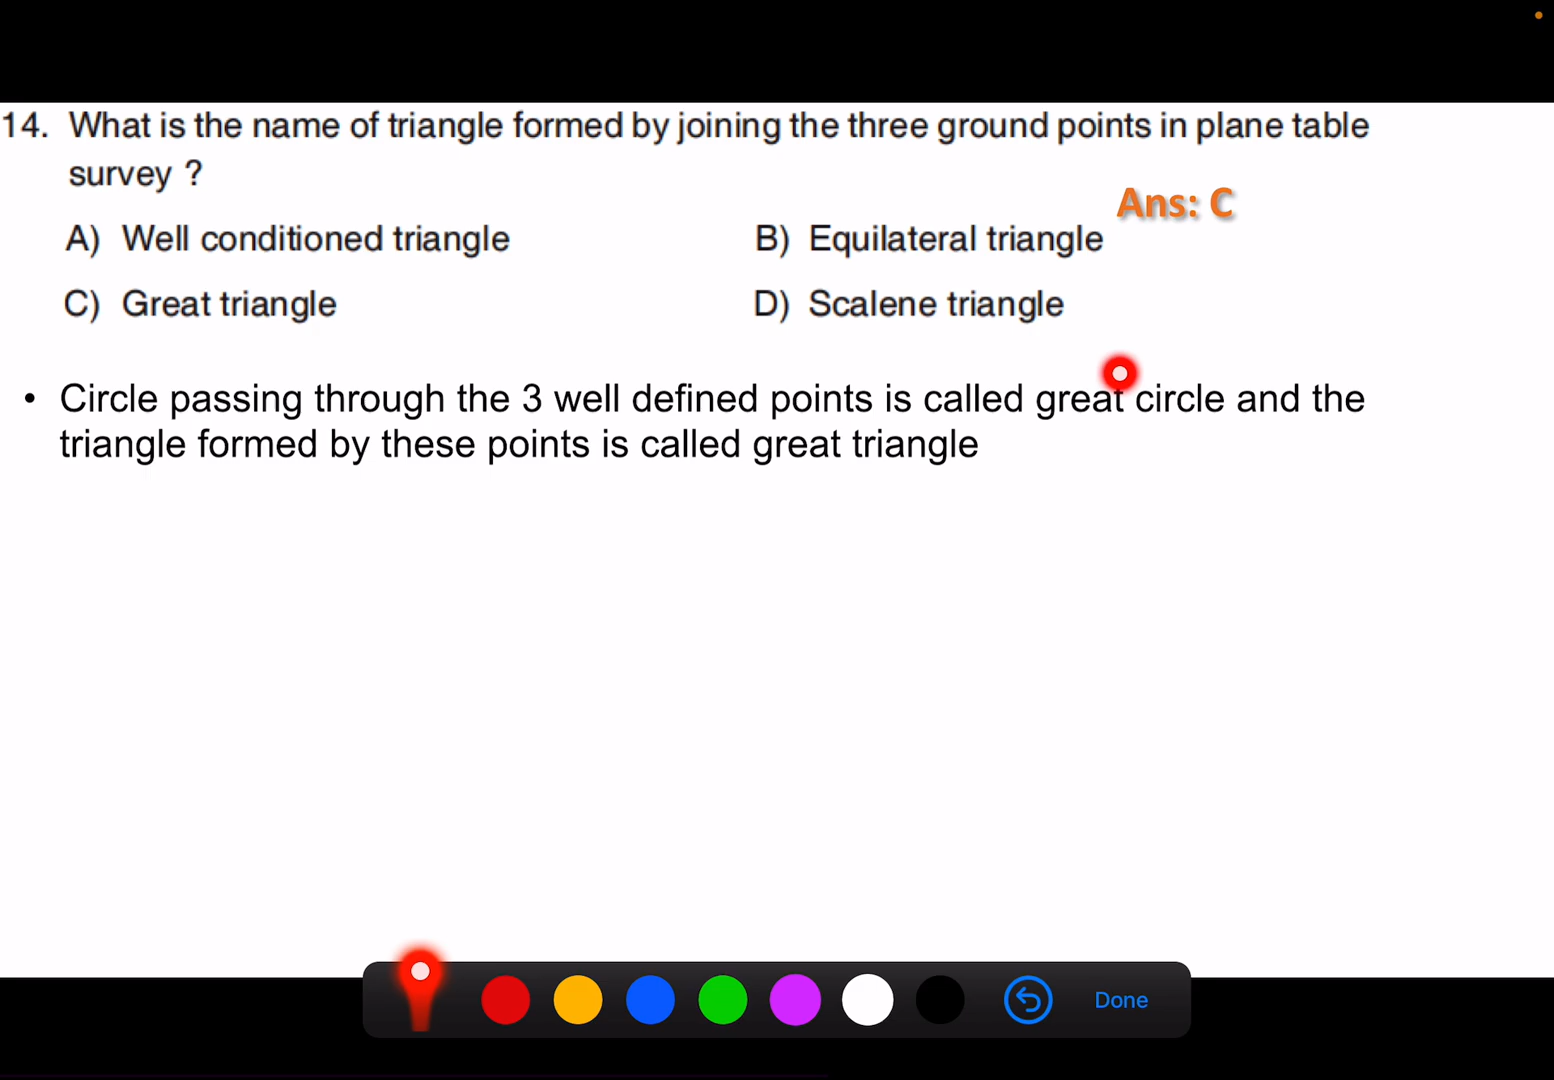 14. What is the name of triangle formed by joining the three ground points in plane table
survey ?
Ans: C
A) Well conditioned triangle
B) Equilateral triangle
C) Great triangle
D) Scalene triangle
• Circle passing through the 3 well defined points is called great circle and the
triangle formed by these points is called great triangle
Done